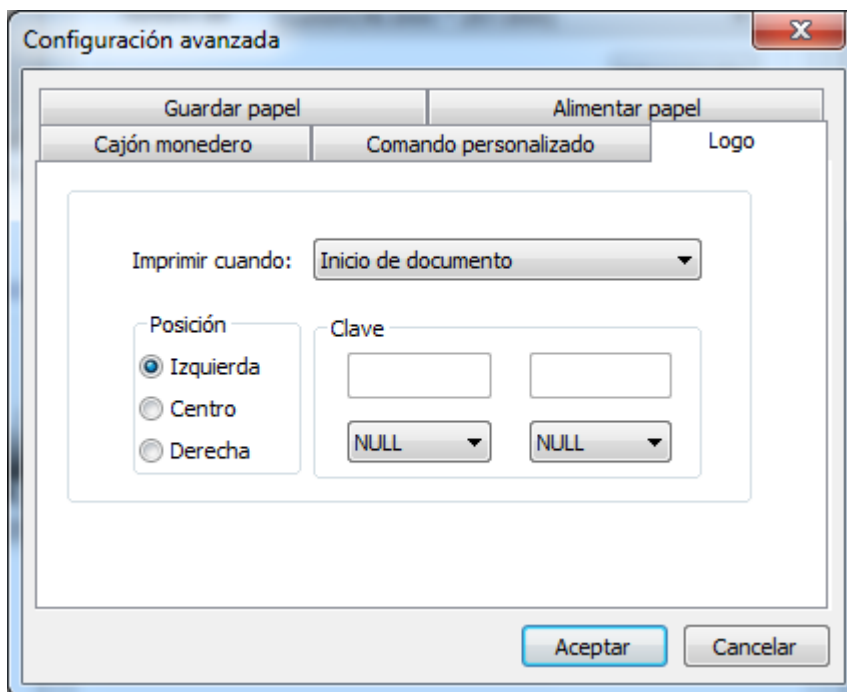 Configuración avanzada
Guardar papel Alimentar papel
Cajón monedero Comando personalizado Logo
Imprimir cuando: Inicio de documento
Posición Clave
Izquierda
Centro
Derecha NULL NULL
Aceptar Cancelar